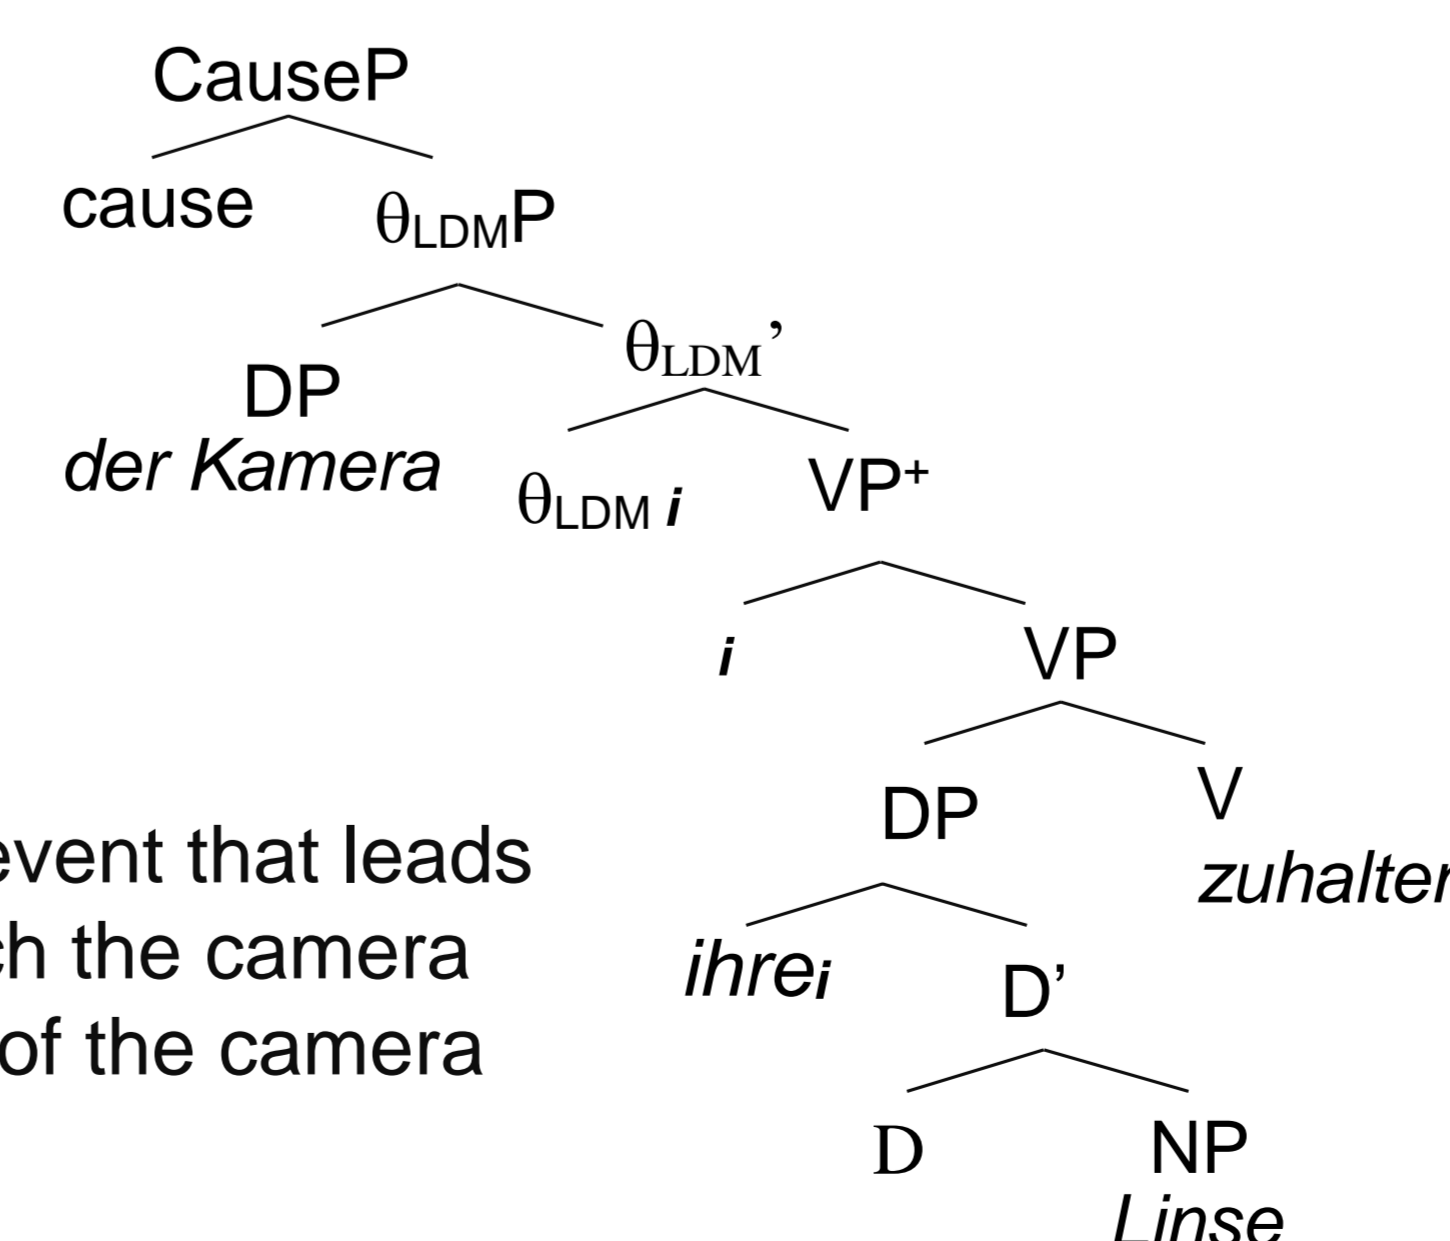 CauseP
cause θLDMP
DP θLDM’
der Kamera
θLDM i VP+
i VP
DP V
zuhalten
ihrei D’
D NP
Linse
event that leads
the camera
of the camera